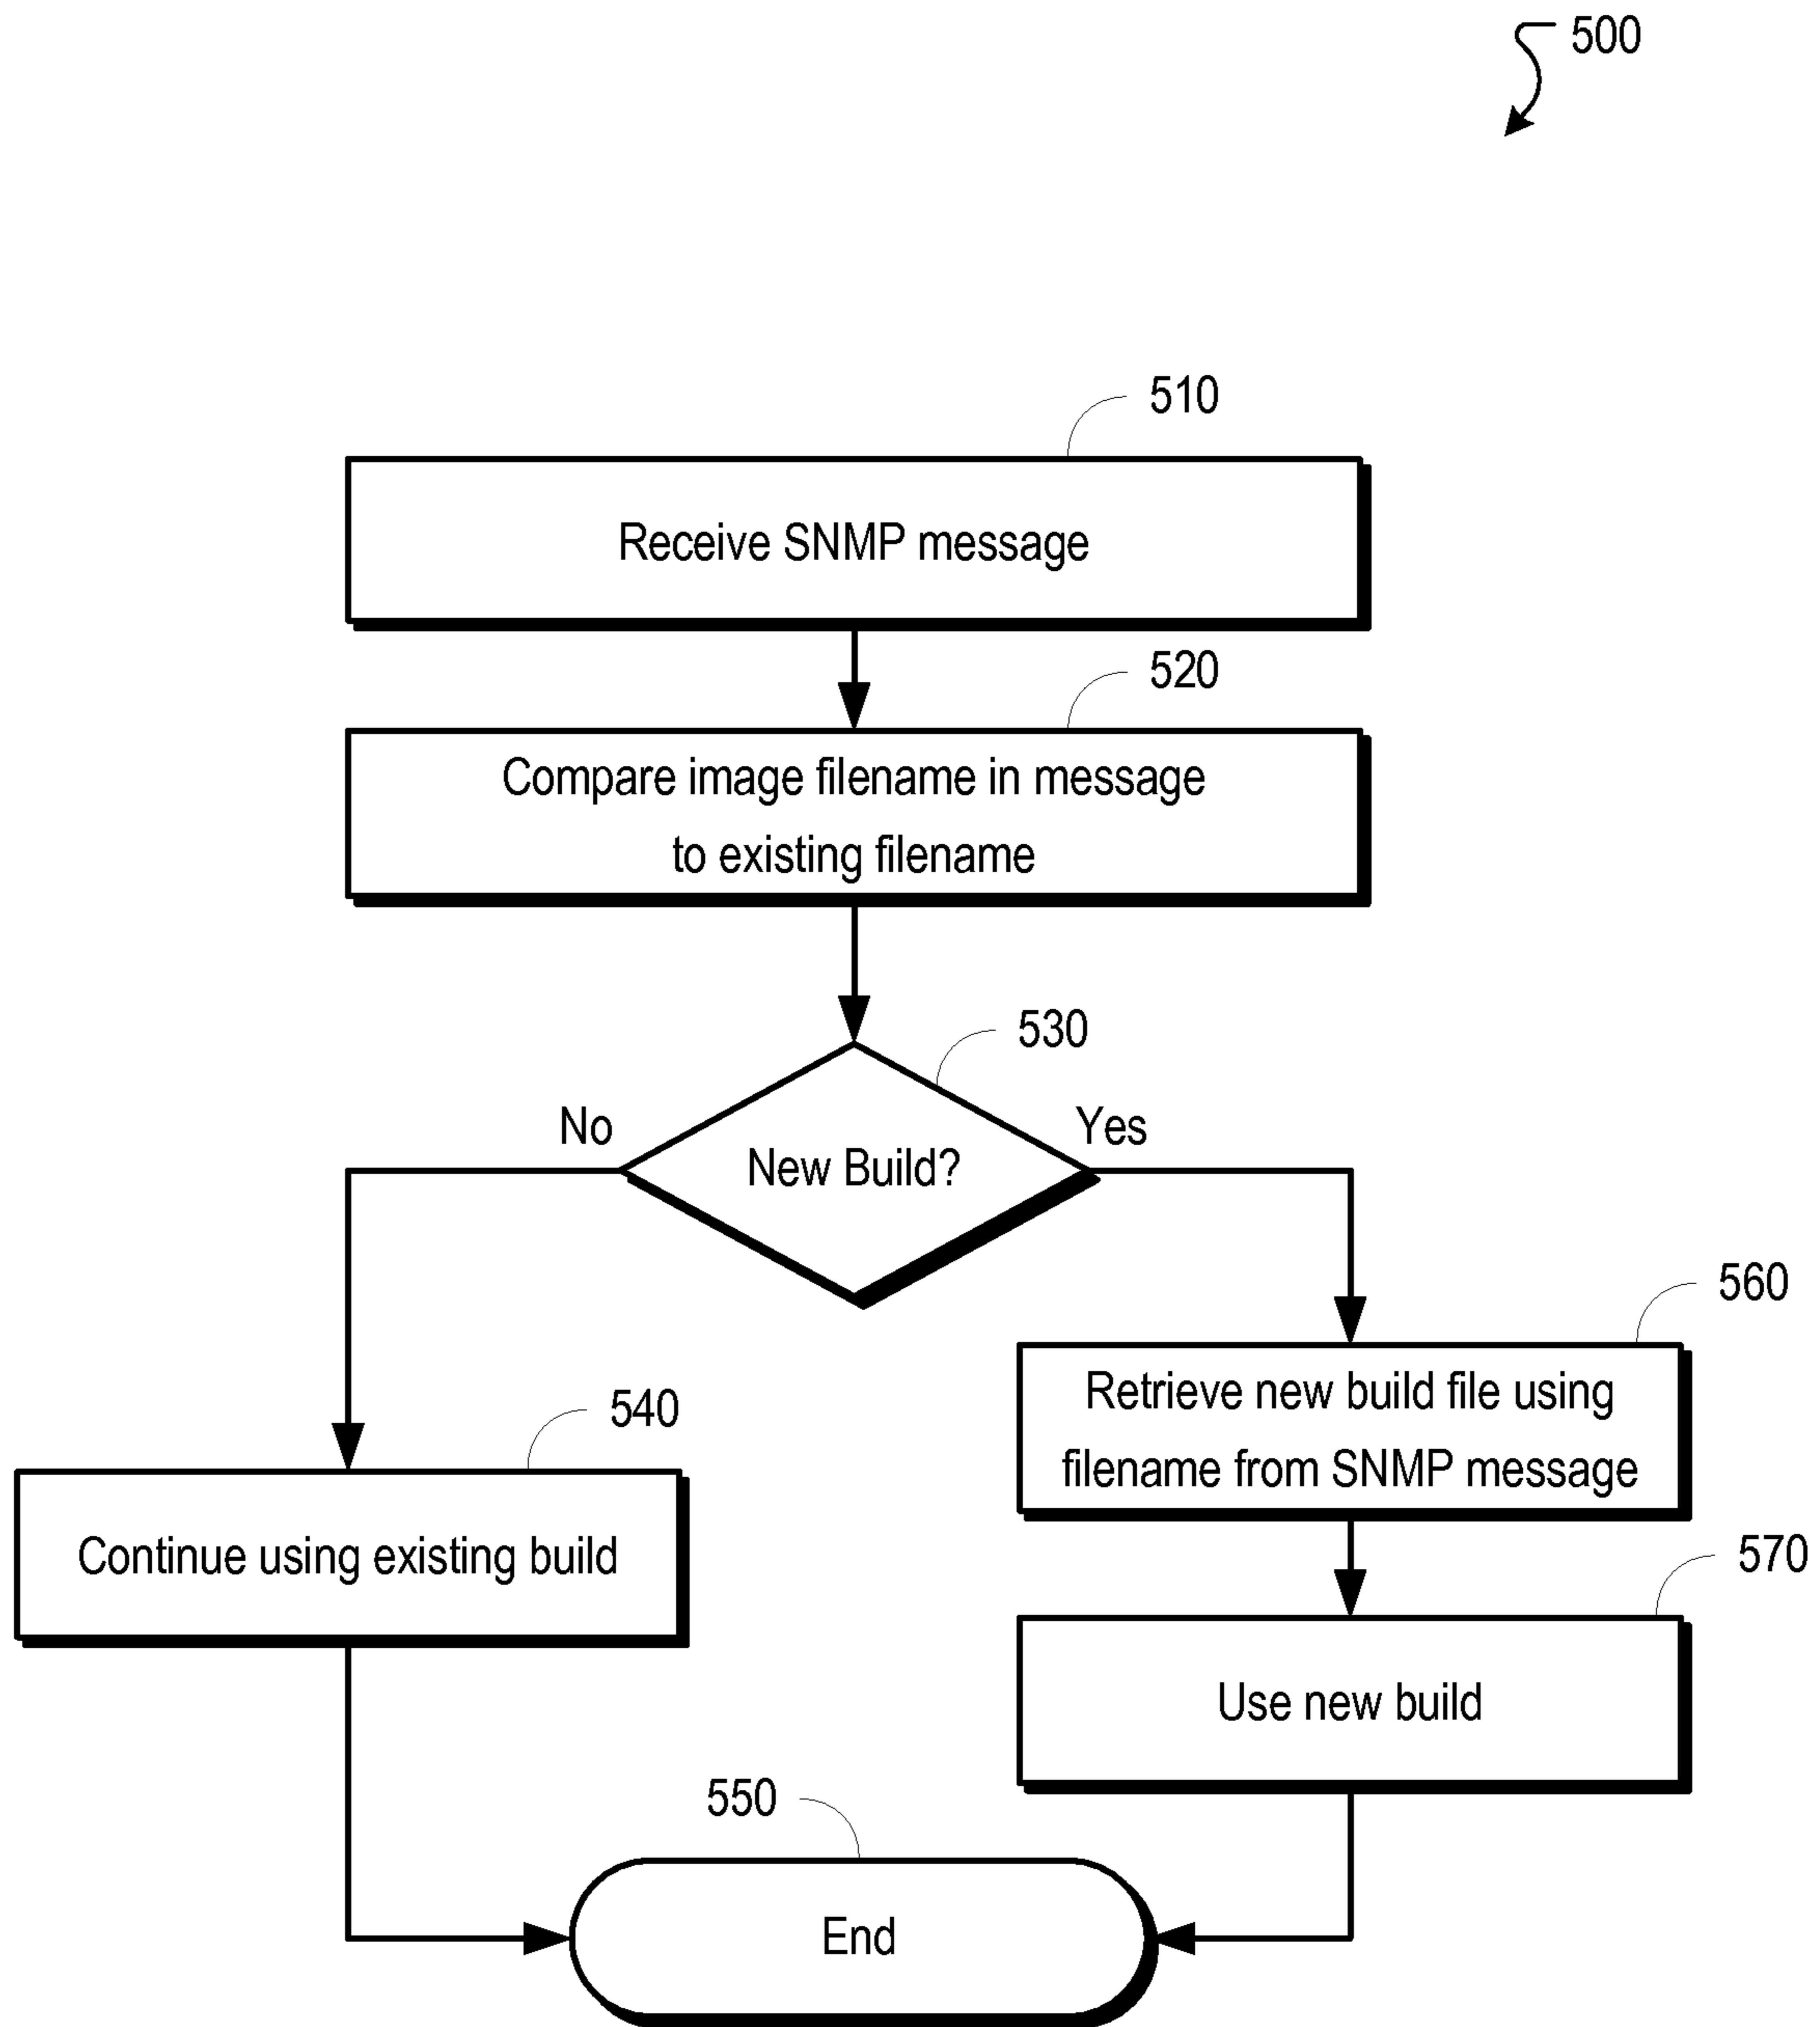 500
510
Receive SNMP message
520
Compare image filename in message
to existing filename
530
No
Yes
New Build?
560
Retrieve new build file using
filename from SNMP message
540
Continue using existing build
570
Use new build
550
End